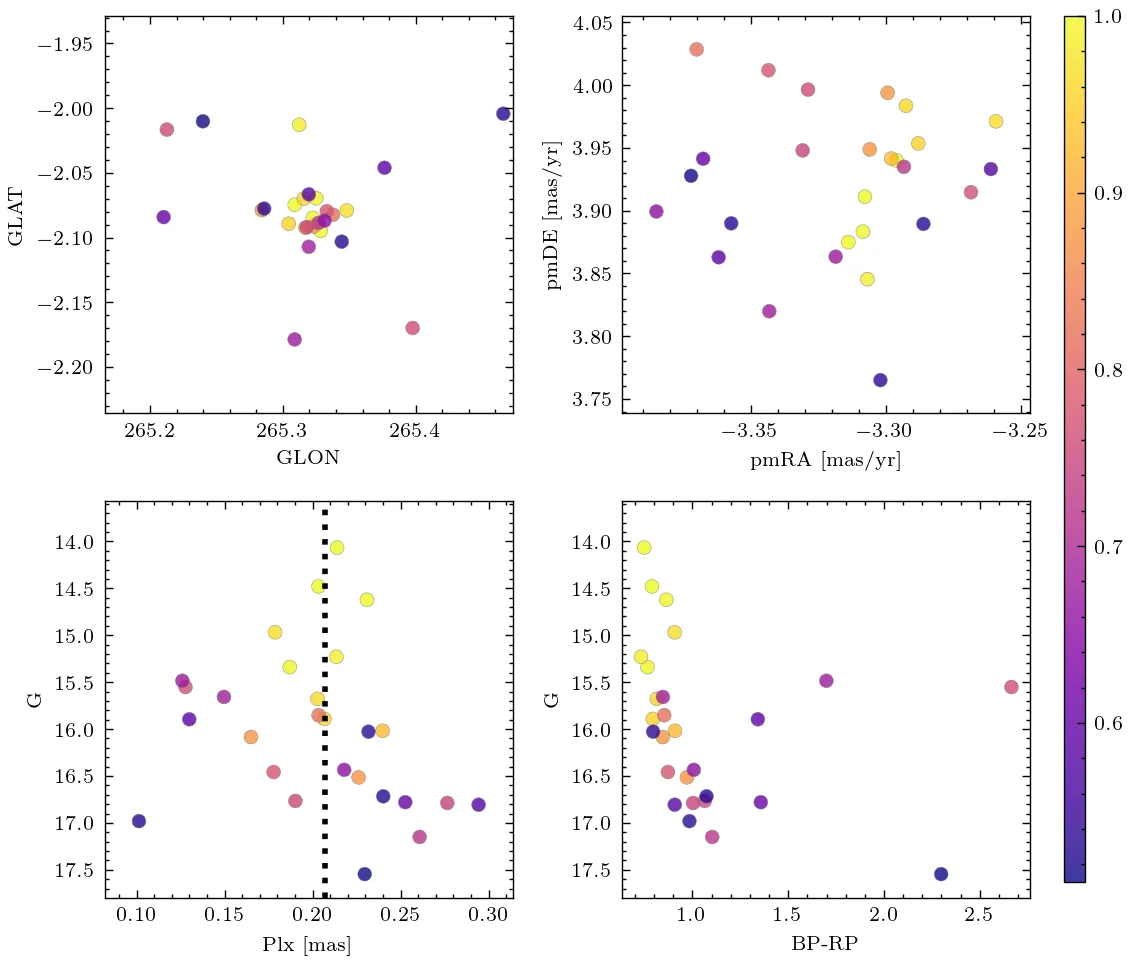 −1.95
−2.00
−2.05
−2.10
−2.15
−2.20
GLAT
265.2 265.3 265.4
GLON
4.05
4.00
3.95
3.90
3.85
3.80
3.75
pmDE [mas/yr]
−3.35 −3.30 −3.25
pmRA [mas/yr]
14.0
14.5
15.0
15.5
16.0
16.5
17.0
17.5
G
0.10 0.15 0.20 0.25 0.30
Plx [mas]
14.0
14.5
15.0
15.5
16.0
16.5
17.0
17.5
G
1.0 1.5 2.0 2.5
BP-RP
1.0
0.9
0.8
0.7
0.6